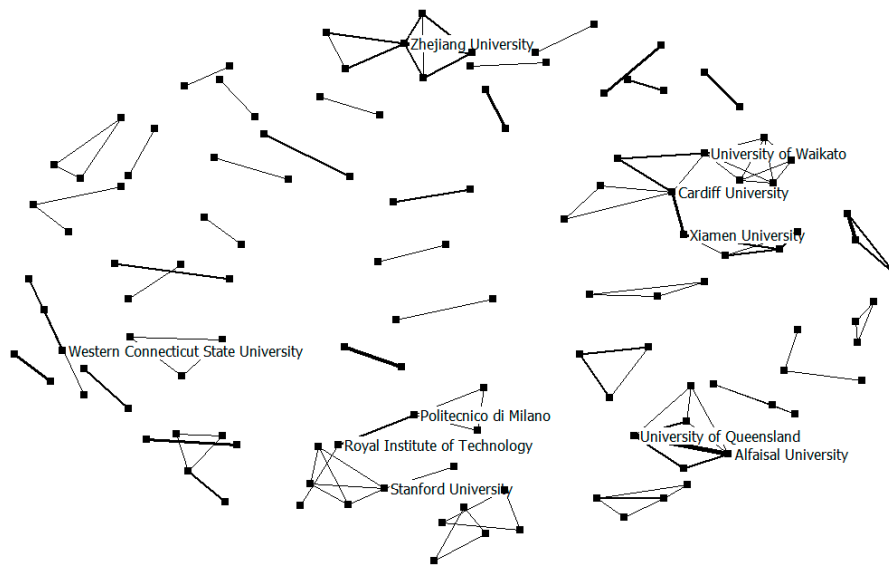 Zhejiang University
University of Waikato
Cardiff University
Xiamen University
Western Connecticut State University
Politecnico di Milano
University of Queensland
Royal Institute of Technology
Alfaisal University
Stanford University